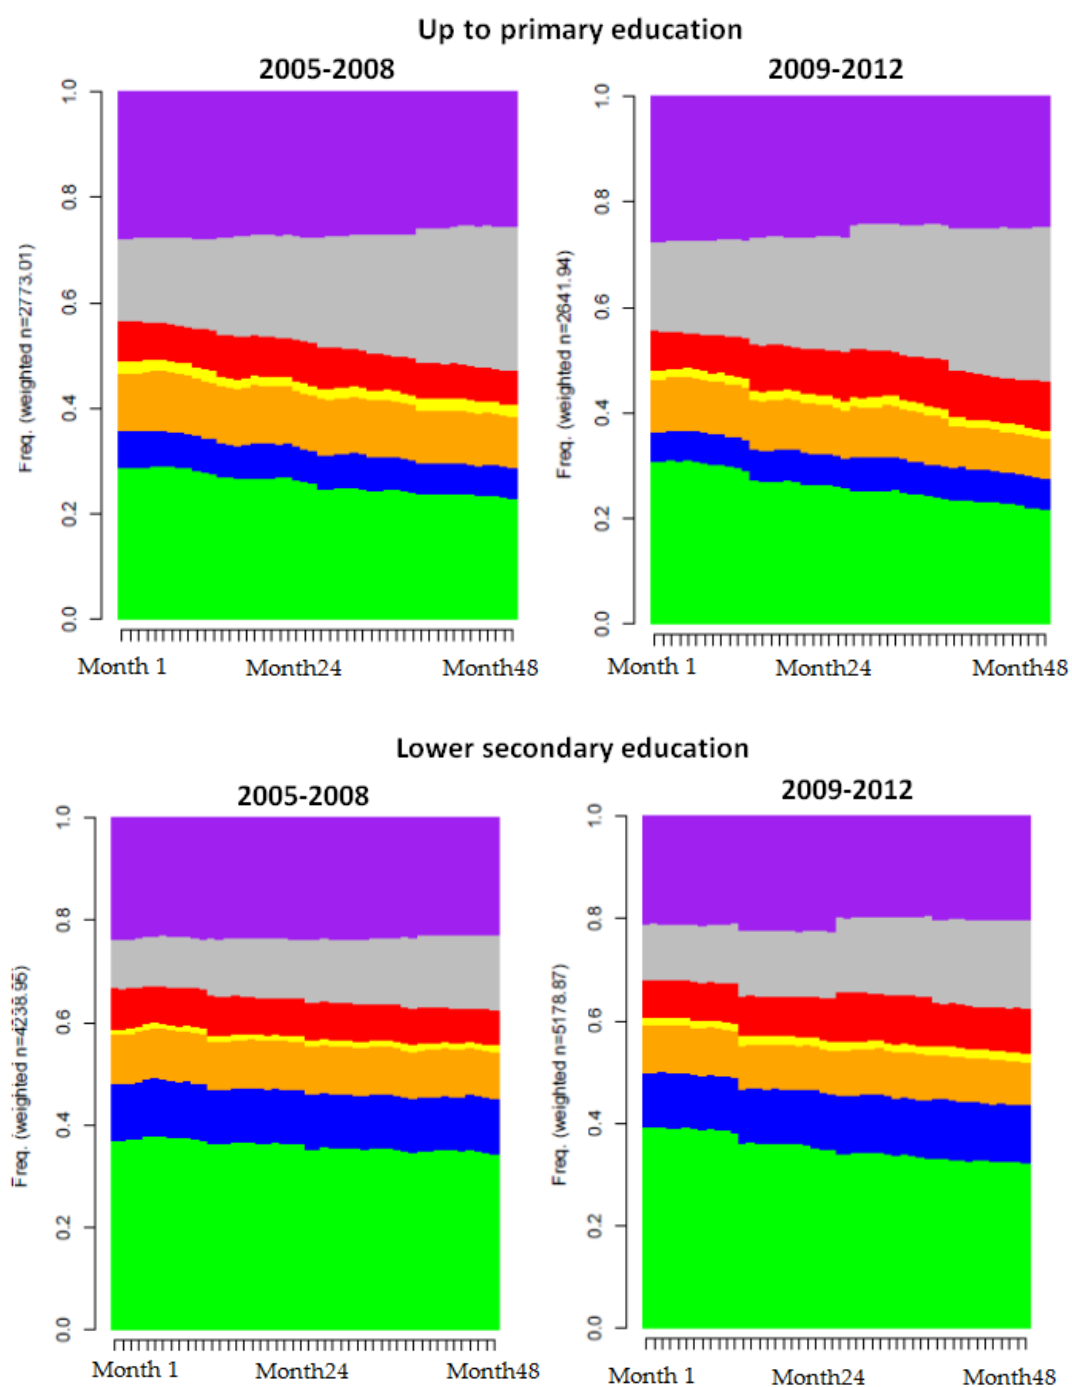 Up to primary education
2005-2008
2009-2012
Freq. (weighted n=2773.01)
0.0 0.2 0.4 0.6 0.8 1.0
Month 1 Month24 Month48
Freq. (weighted n=2641.94)
0.0 0.2 0.4 0.6 0.8 1.0
Month 1 Month24 Month48
Lower secondary education
2005-2008
2009-2012
Freq. (weighted n=4238.95)
0.0 0.2 0.4 0.6 0.8 1.0
Month 1 Month24 Month48
Freq. (weighted n=5178.87)
0.0 0.2 0.4 0.6 0.8 1.0
Month 1 Month24 Month48